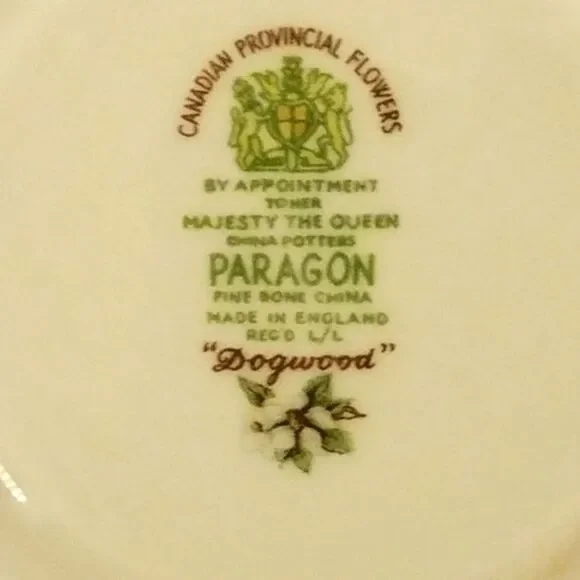 CANADIAN PROVINCIAL FLOWERS
BY APPOINTMENT
TO HER
MAJESTY THE QUEEN
CHINA POTTERS
PARAGON
FINE BONE CHINA
MADE IN ENGLAND
REG'D L/L
"Dogwood"